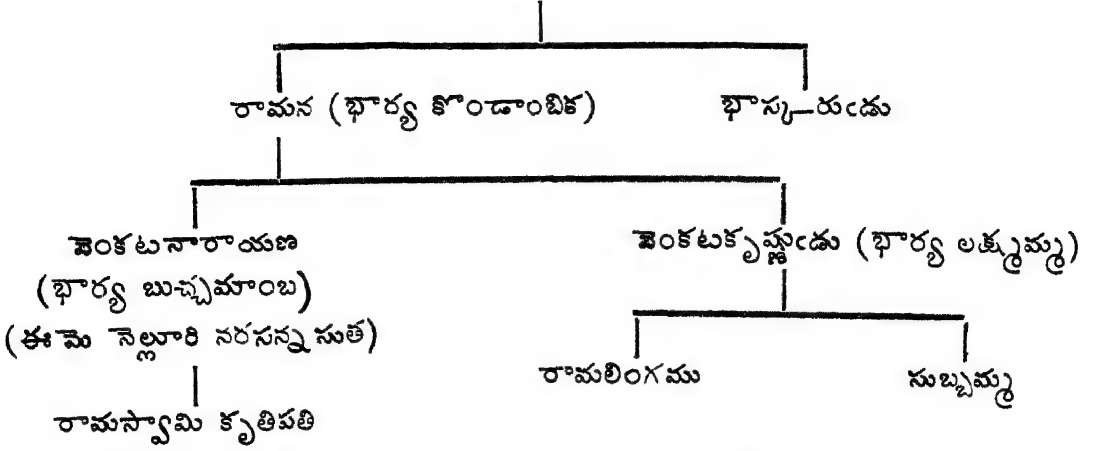 రామన (భార్య కొండాంబిక)
భాస్కరుఁడు
వెంకటనారాయణ
(భార్య బుచ్చమాంబ)
(ఈమె నెల్లూరి నరసన్న సుత)
వెంకటకృష్ణుఁడు (భార్య లక్ష్మమ్మ)
రామలింగము
సుబ్బమ్మ
రామస్వామి కృతిపతి